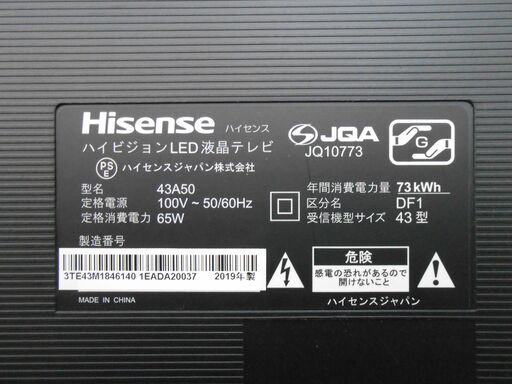 Hisense ハイセンス
ハイビジョンLED液晶テレビ
PS
E
ハイセンスジャパン株式会社
JQA
JQ10773
G
型名 43A50
定格電源 100V ~ 50/60Hz
定格消費電力 65W
年間消費電力量 73kWh
区分名 DF1
受信機型サイズ 43型
製造番号
3TE43M1846140 1EADA20037 2019年製
MADE IN CHINA
危険
感電の恐れがあるので
開けないこと
ハイセンスジャパン